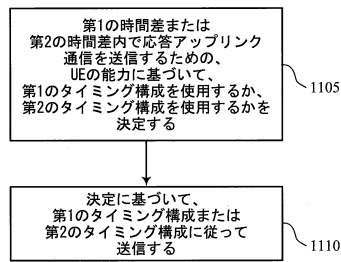 第1の時間差または
第2の時間差内で応答アップリンク
通信を送信するための、
UEの能力に基づいて、
第1のタイミング構成を使用するか、
第2のタイミング構成を使用するかを
決定する
1105
決定に基づいて、
第1のタイミング構成または
第2のタイミング構成に従って
送信する
1110